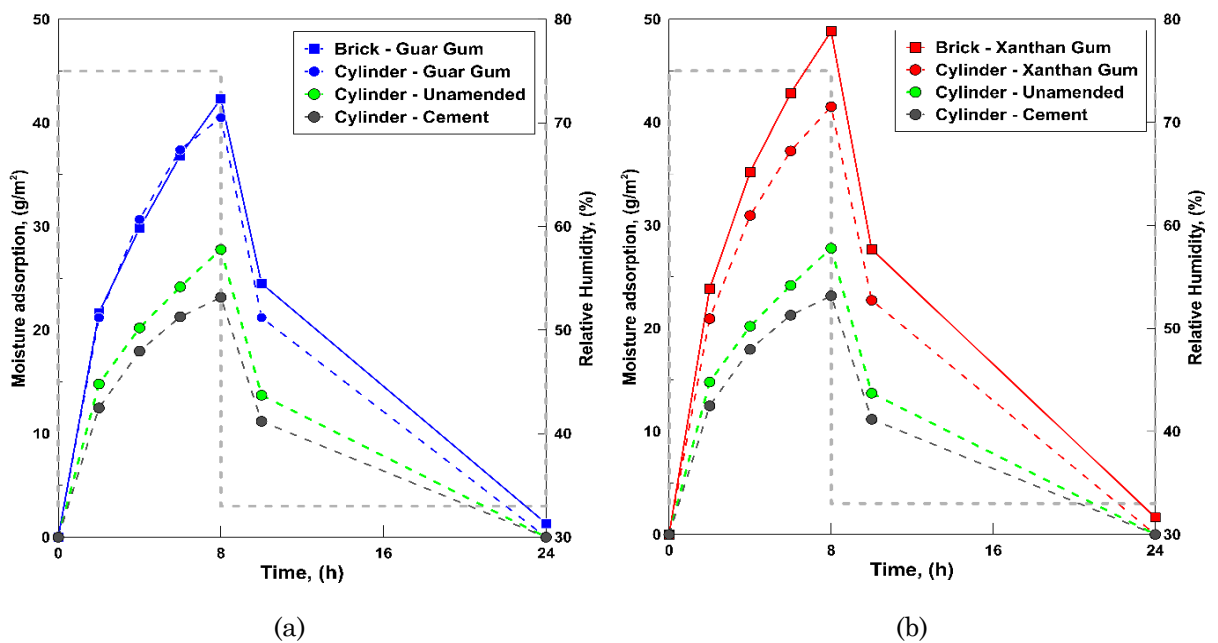 50
40
30
20
10
0
Moisture adsorption, (g/m²)
80
70
60
50
40
30
Relative Humidity, (%)
Brick - Guar Gum
Cylinder - Guar Gum
Cylinder - Unamended
Cylinder - Cement
0
8
16
24
Time, (h)
(a)
50
40
30
20
10
0
Moisture adsorption, (g/m²)
80
70
60
50
40
30
Relative Humidity, (%)
Brick - Xanthan Gum
Cylinder - Xanthan Gum
Cylinder - Unamended
Cylinder - Cement
0
8
16
24
Time, (h)
(b)